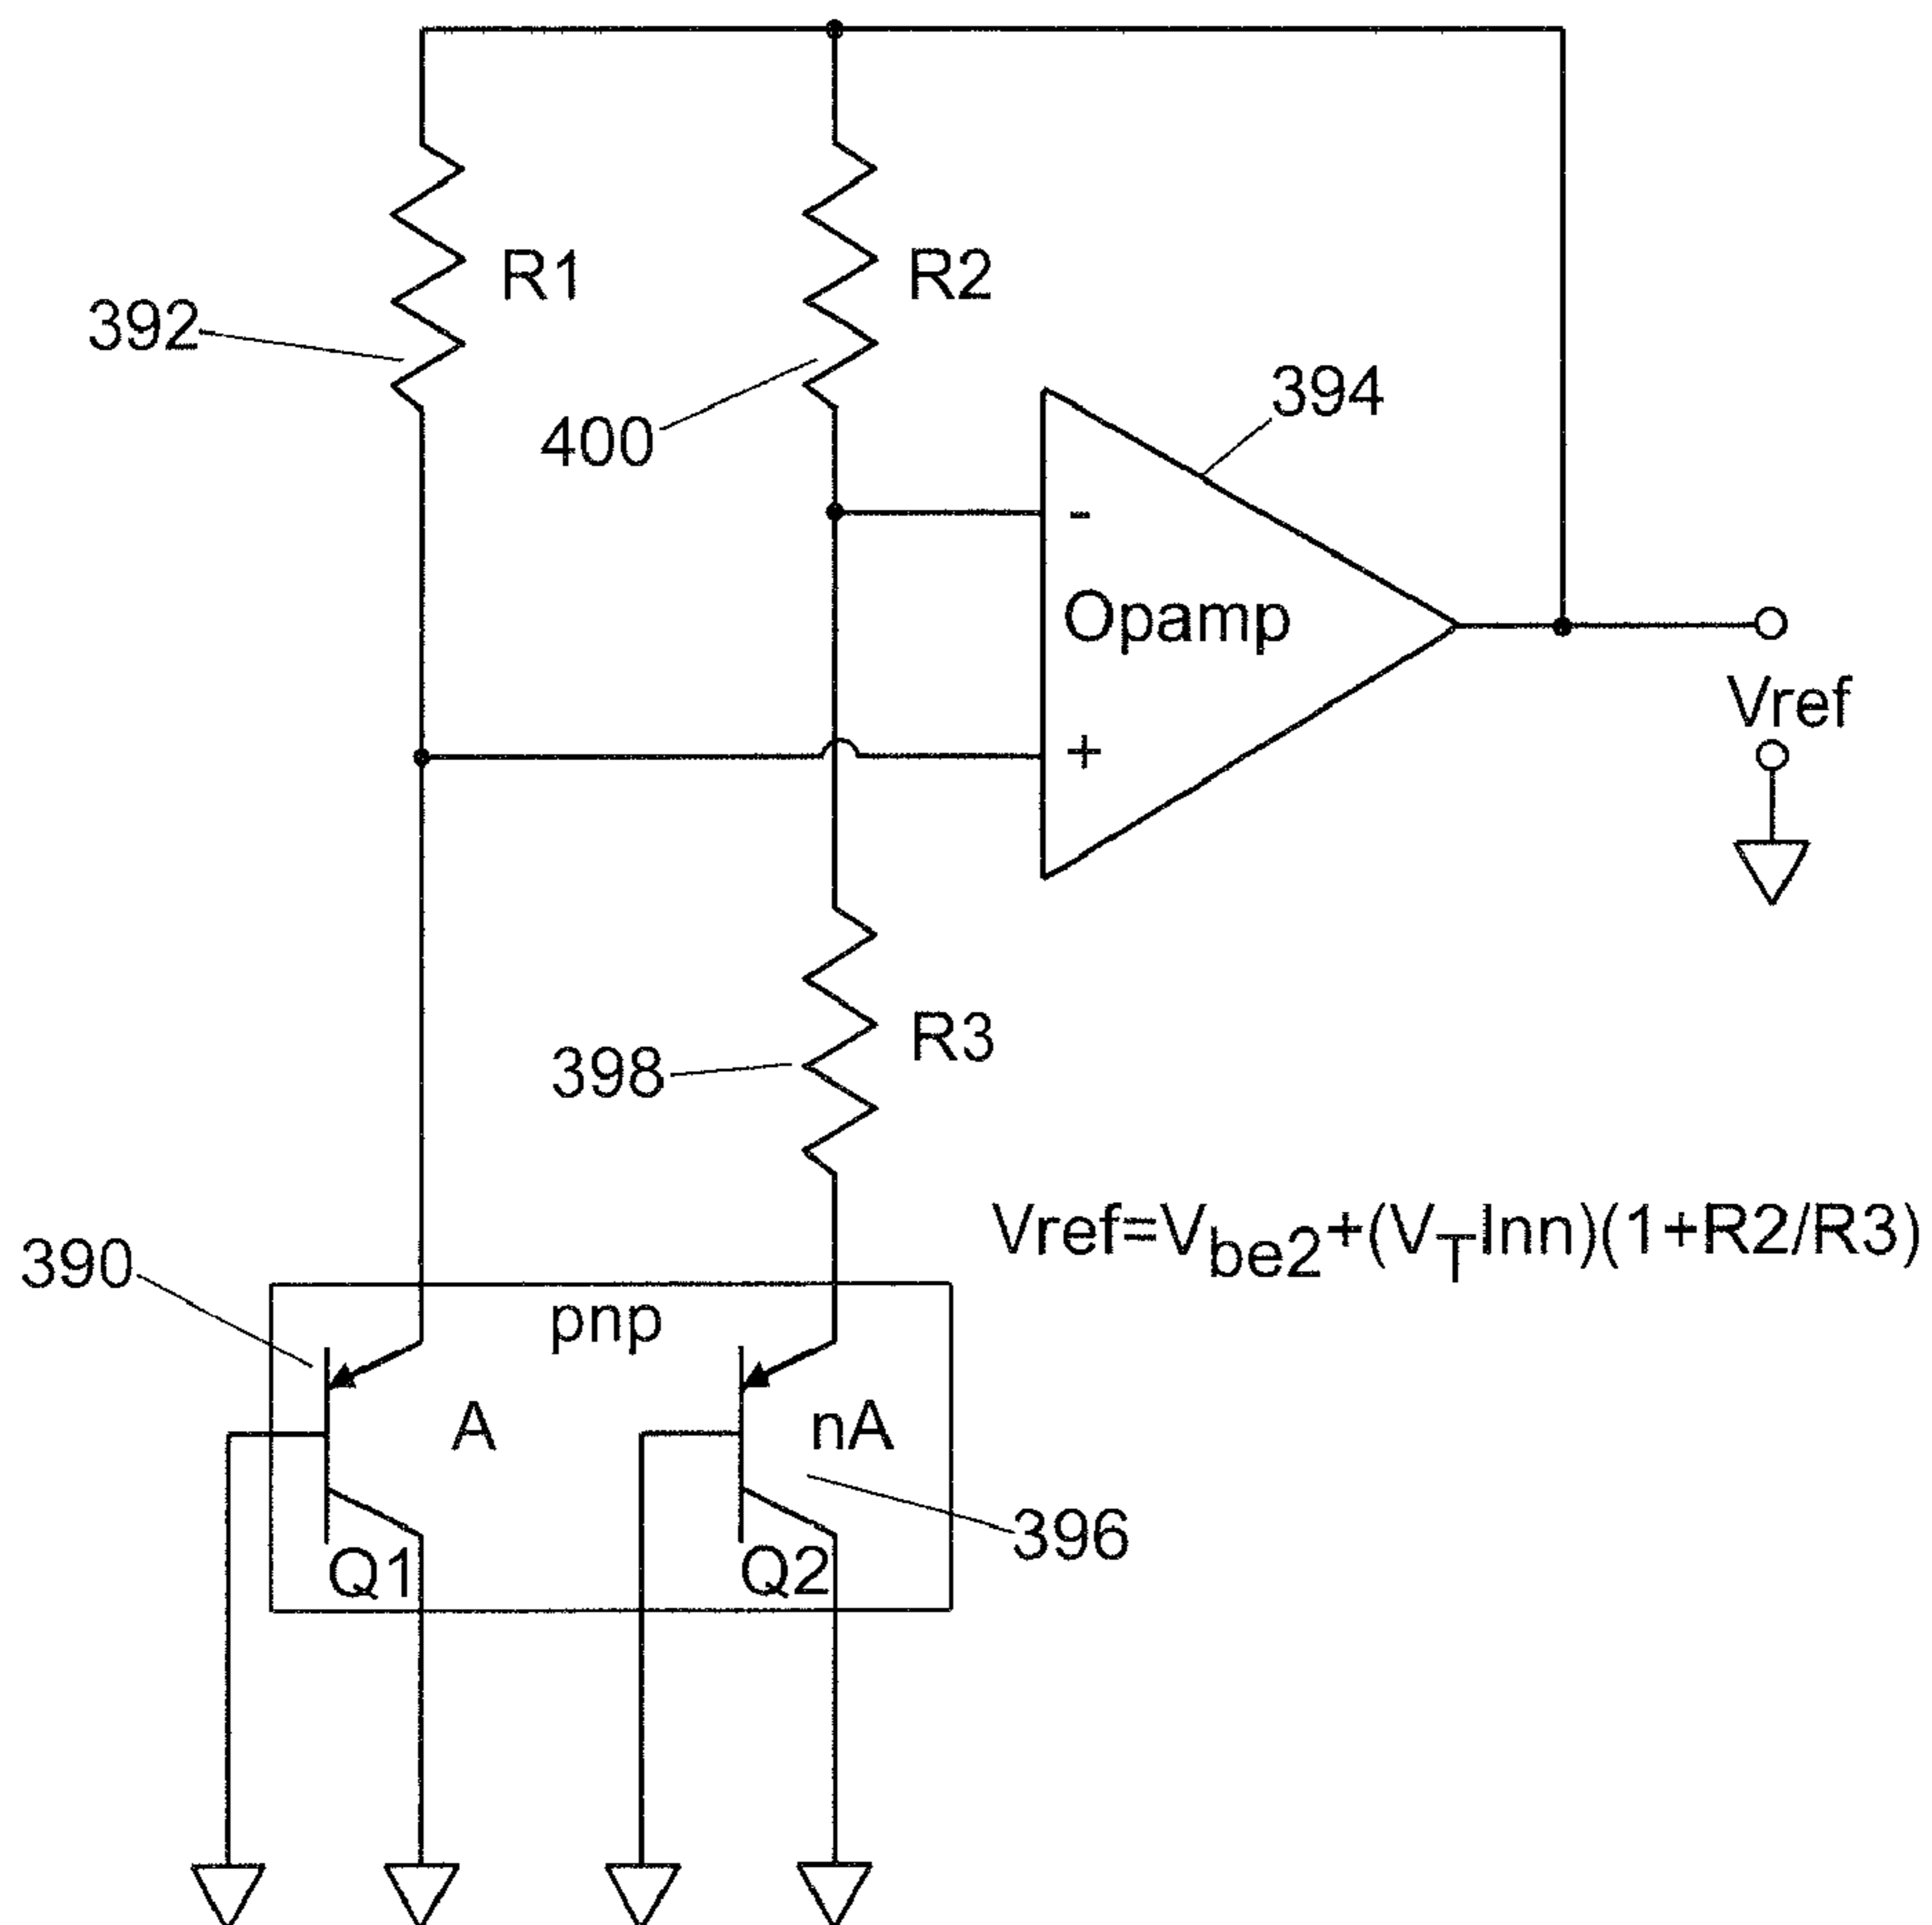 R1
R2
392
400
394
-
Opamp
+
Vref
R3
398
Vref=Vbe2+(VTlnn)(1+R2/R3)
390
pnp
A
nA
396
Q1
Q2